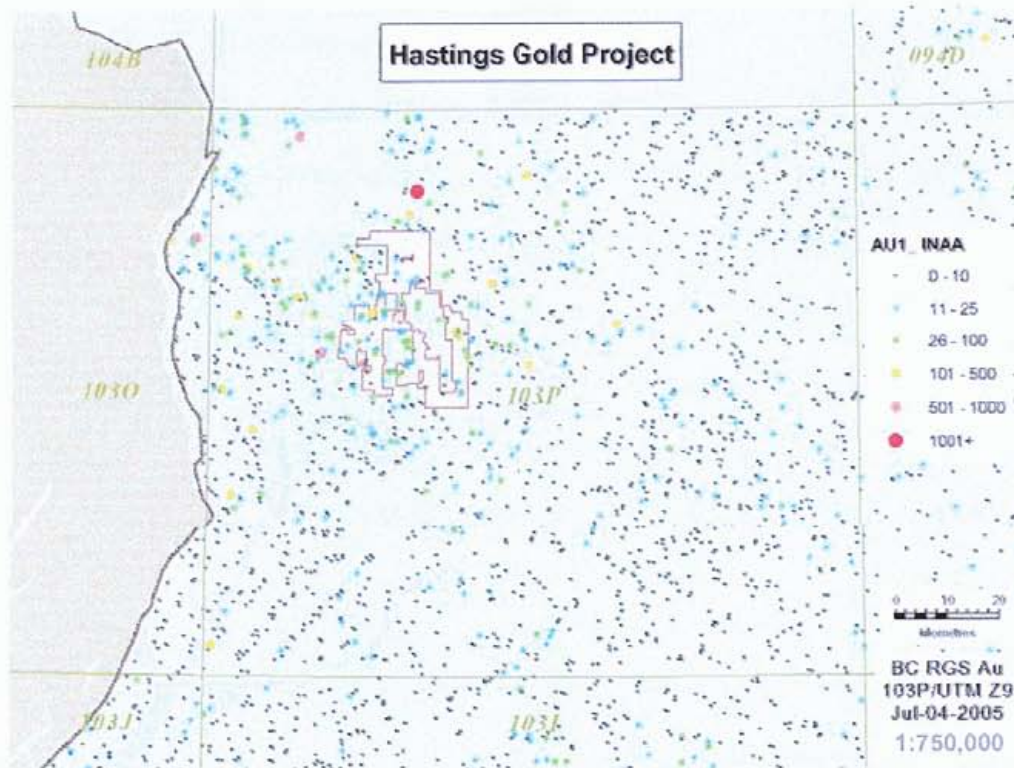 Hastings Gold Project
104B
094D
103O
103P
AU1_INAA
0 - 10
11 - 25
26 - 100
101 - 500
501 - 1000
1001+
0 10 20
kilometres
BC RGS Au
103P/UTM Z9
Jul-04-2005
1:750,000
103J
103I